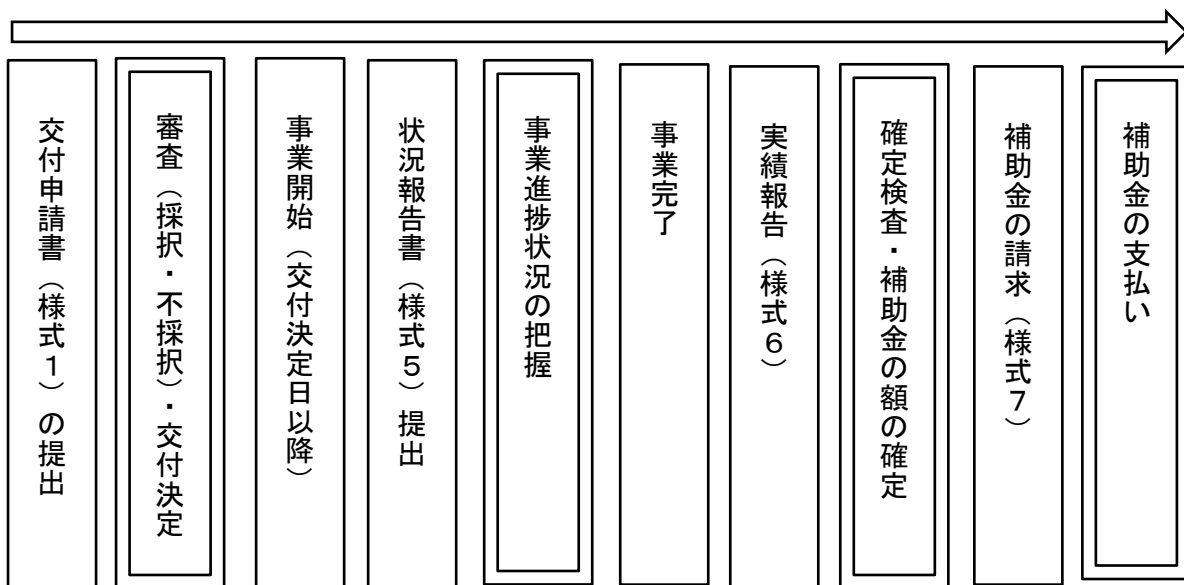 交付申請書（様式１）の提出
審査（採択・不採択）・交付決定
事業開始（交付決定日以降）
状況報告書（様式５）提出
事業進捗状況の把握
事業完了
実績報告（様式６）
確定検査・補助金の額の確定
補助金の請求（様式７）
補助金の支払い